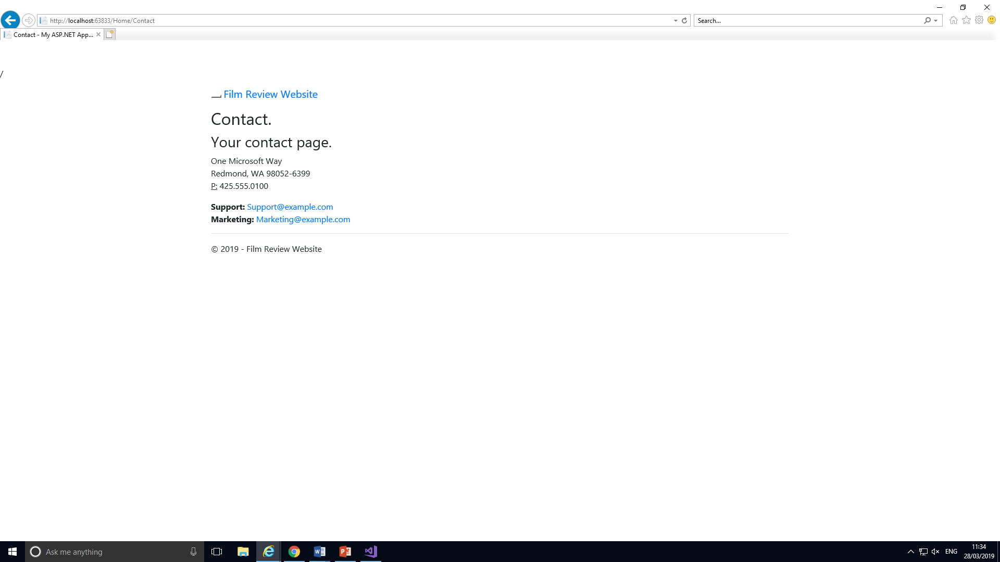 http://localhost:63833/Home/Contact
Search...
Contact - My ASP.NET App...
/
Film Review Website
Contact.
Your contact page.
One Microsoft Way
Redmond, WA 98052-6399
P: 425.555.0100
Support: Support@example.com
Marketing: Marketing@example.com
© 2019 - Film Review Website
Ask me anything
ENG
11:34
28/03/2019